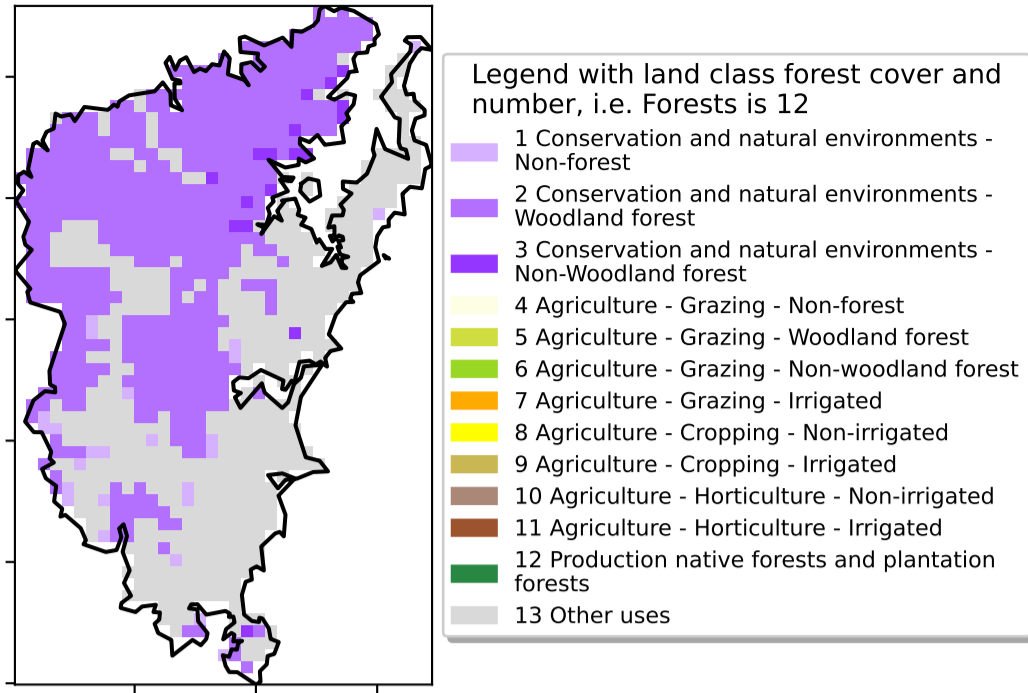 Legend with land class forest cover and
number, i.e. Forests is 12
1 Conservation and natural environments -
Non-forest
2 Conservation and natural environments -
Woodland forest
3 Conservation and natural environments -
Non-Woodland forest
4 Agriculture - Grazing - Non-forest
5 Agriculture - Grazing - Woodland forest
6 Agriculture - Grazing - Non-woodland forest
7 Agriculture - Grazing - Irrigated
8 Agriculture - Cropping - Non-irrigated
9 Agriculture - Cropping - Irrigated
10 Agriculture - Horticulture - Non-irrigated
11 Agriculture - Horticulture - Irrigated
12 Production native forests and plantation
forests
13 Other uses